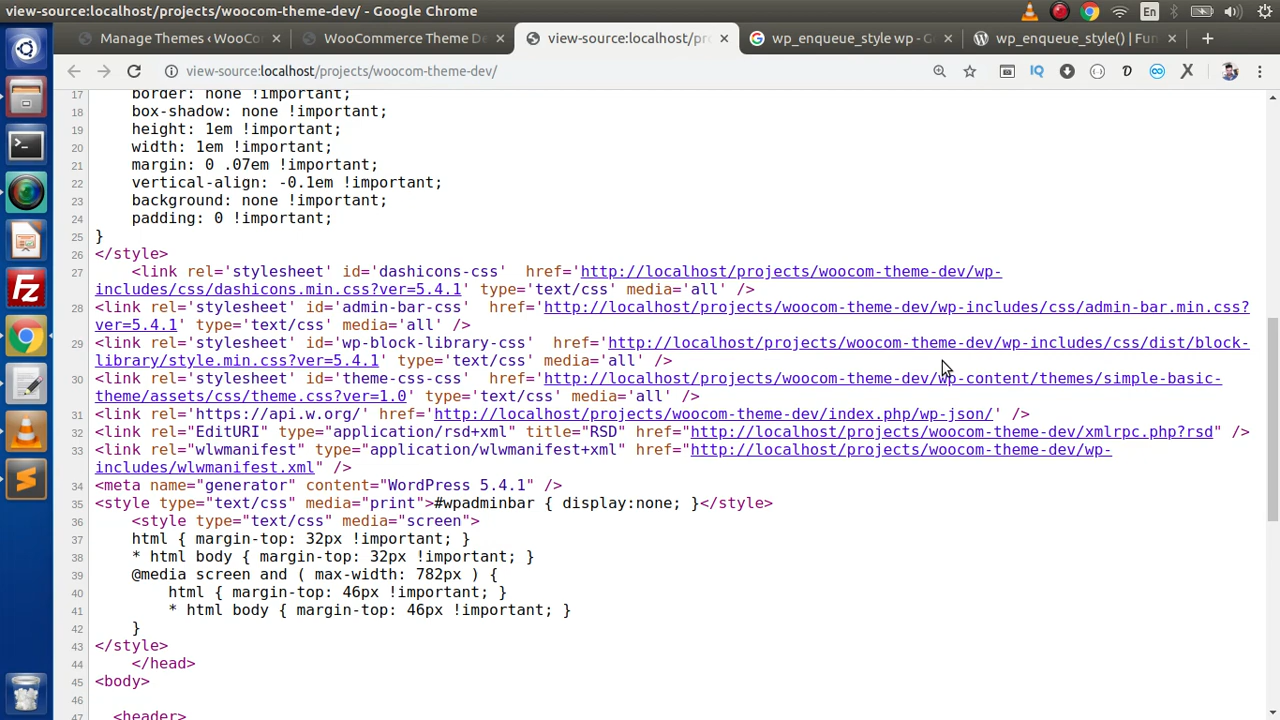 view-source:localhost/projects/woocom-theme-dev/ - Google Chrome
En
Manage Themes ‹ WooCo
×
WooCommerce Theme De
×
view-source:localhost/pro
×
wp_enqueue_style wp - G
×
wp_enqueue_style() | Fun
×
+
view-source:localhost/projects/woocom-theme-dev/
IQ
17 border: none !important;
18 box-shadow: none !important;
19 height: 1em !important;
20 width: 1em !important;
21 margin: 0 .07em !important;
22 vertical-align: -0.1em !important;
23 background: none !important;
24 padding: 0 !important;
25 }
26 </style>
27 <link rel='stylesheet' id='dashicons-css'  href='http://localhost/projects/woocom-theme-dev/wp-
includes/css/dashicons.min.css?ver=5.4.1' type='text/css' media='all' />
28 <link rel='stylesheet' id='admin-bar-css'  href='http://localhost/projects/woocom-theme-dev/wp-includes/css/admin-bar.min.css?
ver=5.4.1' type='text/css' media='all' />
29 <link rel='stylesheet' id='wp-block-library-css'  href='http://localhost/projects/woocom-theme-dev/wp-includes/css/dist/block-
library/style.min.css?ver=5.4.1' type='text/css' media='all' />
30 <link rel='stylesheet' id='theme-css-css'  href='http://localhost/projects/woocom-theme-dev/wp-content/themes/simple-basic-
theme/assets/css/theme.css?ver=1.0' type='text/css' media='all' />
31 <link rel='https://api.w.org/' href='http://localhost/projects/woocom-theme-dev/index.php/wp-json/' />
32 <link rel="EditURI" type="application/rsd+xml" title="RSD" href="http://localhost/projects/woocom-theme-dev/xmlrpc.php?rsd" />
33 <link rel="wlwmanifest" type="application/wlwmanifest+xml" href="http://localhost/projects/woocom-theme-dev/wp-
includes/wlwmanifest.xml" />
34 <meta name="generator" content="WordPress 5.4.1" />
35 <style type="text/css" media="print">#wpadminbar { display:none; }</style>
36 <style type="text/css" media="screen">
37 html { margin-top: 32px !important; }
38 * html body { margin-top: 32px !important; }
39 @media screen and ( max-width: 782px ) {
40 html { margin-top: 46px !important; }
41 * html body { margin-top: 46px !important; }
42 }
43 </style>
44 </head>
45 <body>
46
47 <header>